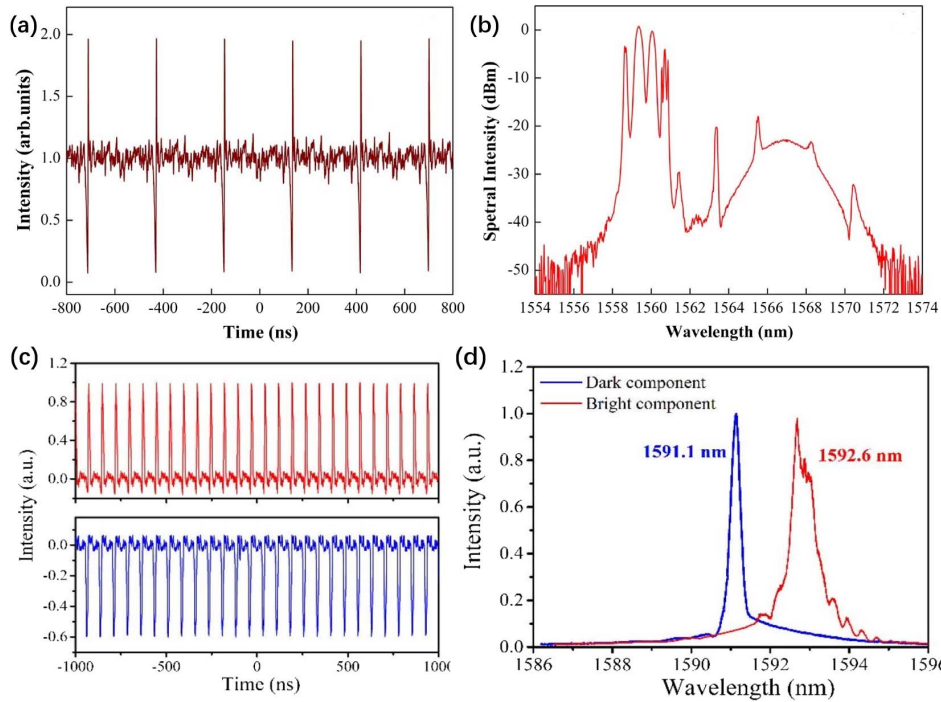 (a)
2.0
1.5
1.0
0.5
0.0
Intensity (arb.units)
-800 -600 -400 -200 0 200 400 600 800
Time (ns)
(b)
0
-10
-20
-30
-40
-50
Spetral Intensity (dBm)
1554 1556 1558 1560 1562 1564 1566 1568 1570 1572 1574
Wavelength (nm)
(c)
1.2
0.8
0.4
0.0
0.0
-0.2
-0.4
-0.6
Intensity (a.u.)
-1000 -500 0 500 1000
Time (ns)
(d)
1.2
1.0
0.8
0.6
0.4
0.2
0.0
Intensity (a.u.)
Dark component
Bright component
1591.1 nm
1592.6 nm
1586 1588 1590 1592 1594 1596
Wavelength (nm)